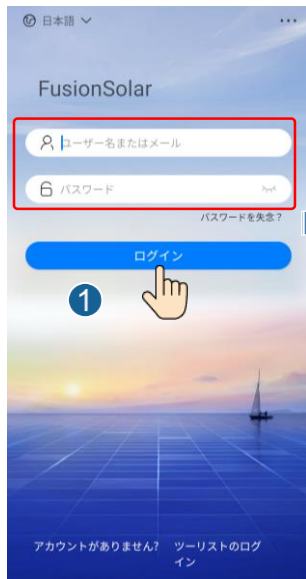 日本語
FusionSolar
ユーザー名またはメール
パスワード
パスワードを失念？
ログイン
1
アカウントがありません?
ツーリストのログ
イン